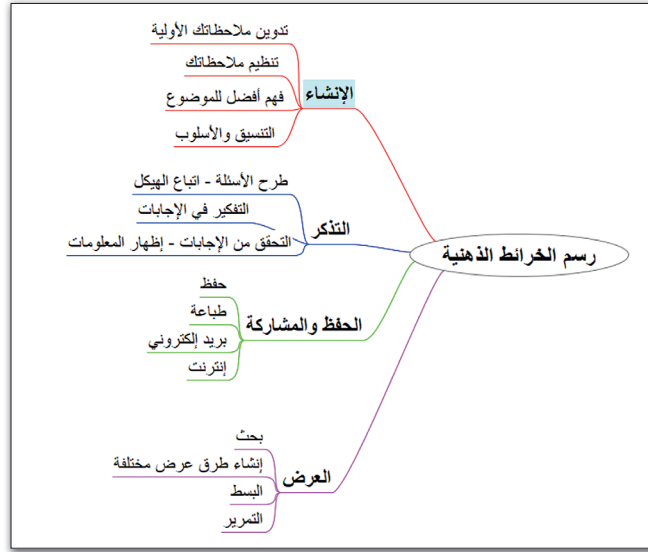 رسم الخرائط الذهنية
الإنشاء
تدوين ملاحظاتك الأولية
تنظيم ملاحظاتك
فهم أفضل للموضوع
التنسيق والأسلوب
التذكر
طرح الأسئلة - اتباع الهيكل
التفكير في الإجابات
التحقق من الإجابات - إظهار المعلومات
الحفظ والمشاركة
حفظ
طباعة
بريد إلكتروني
إنترنت
العرض
بحث
إنشاء طرق عرض مختلفة
البسط
التمرير